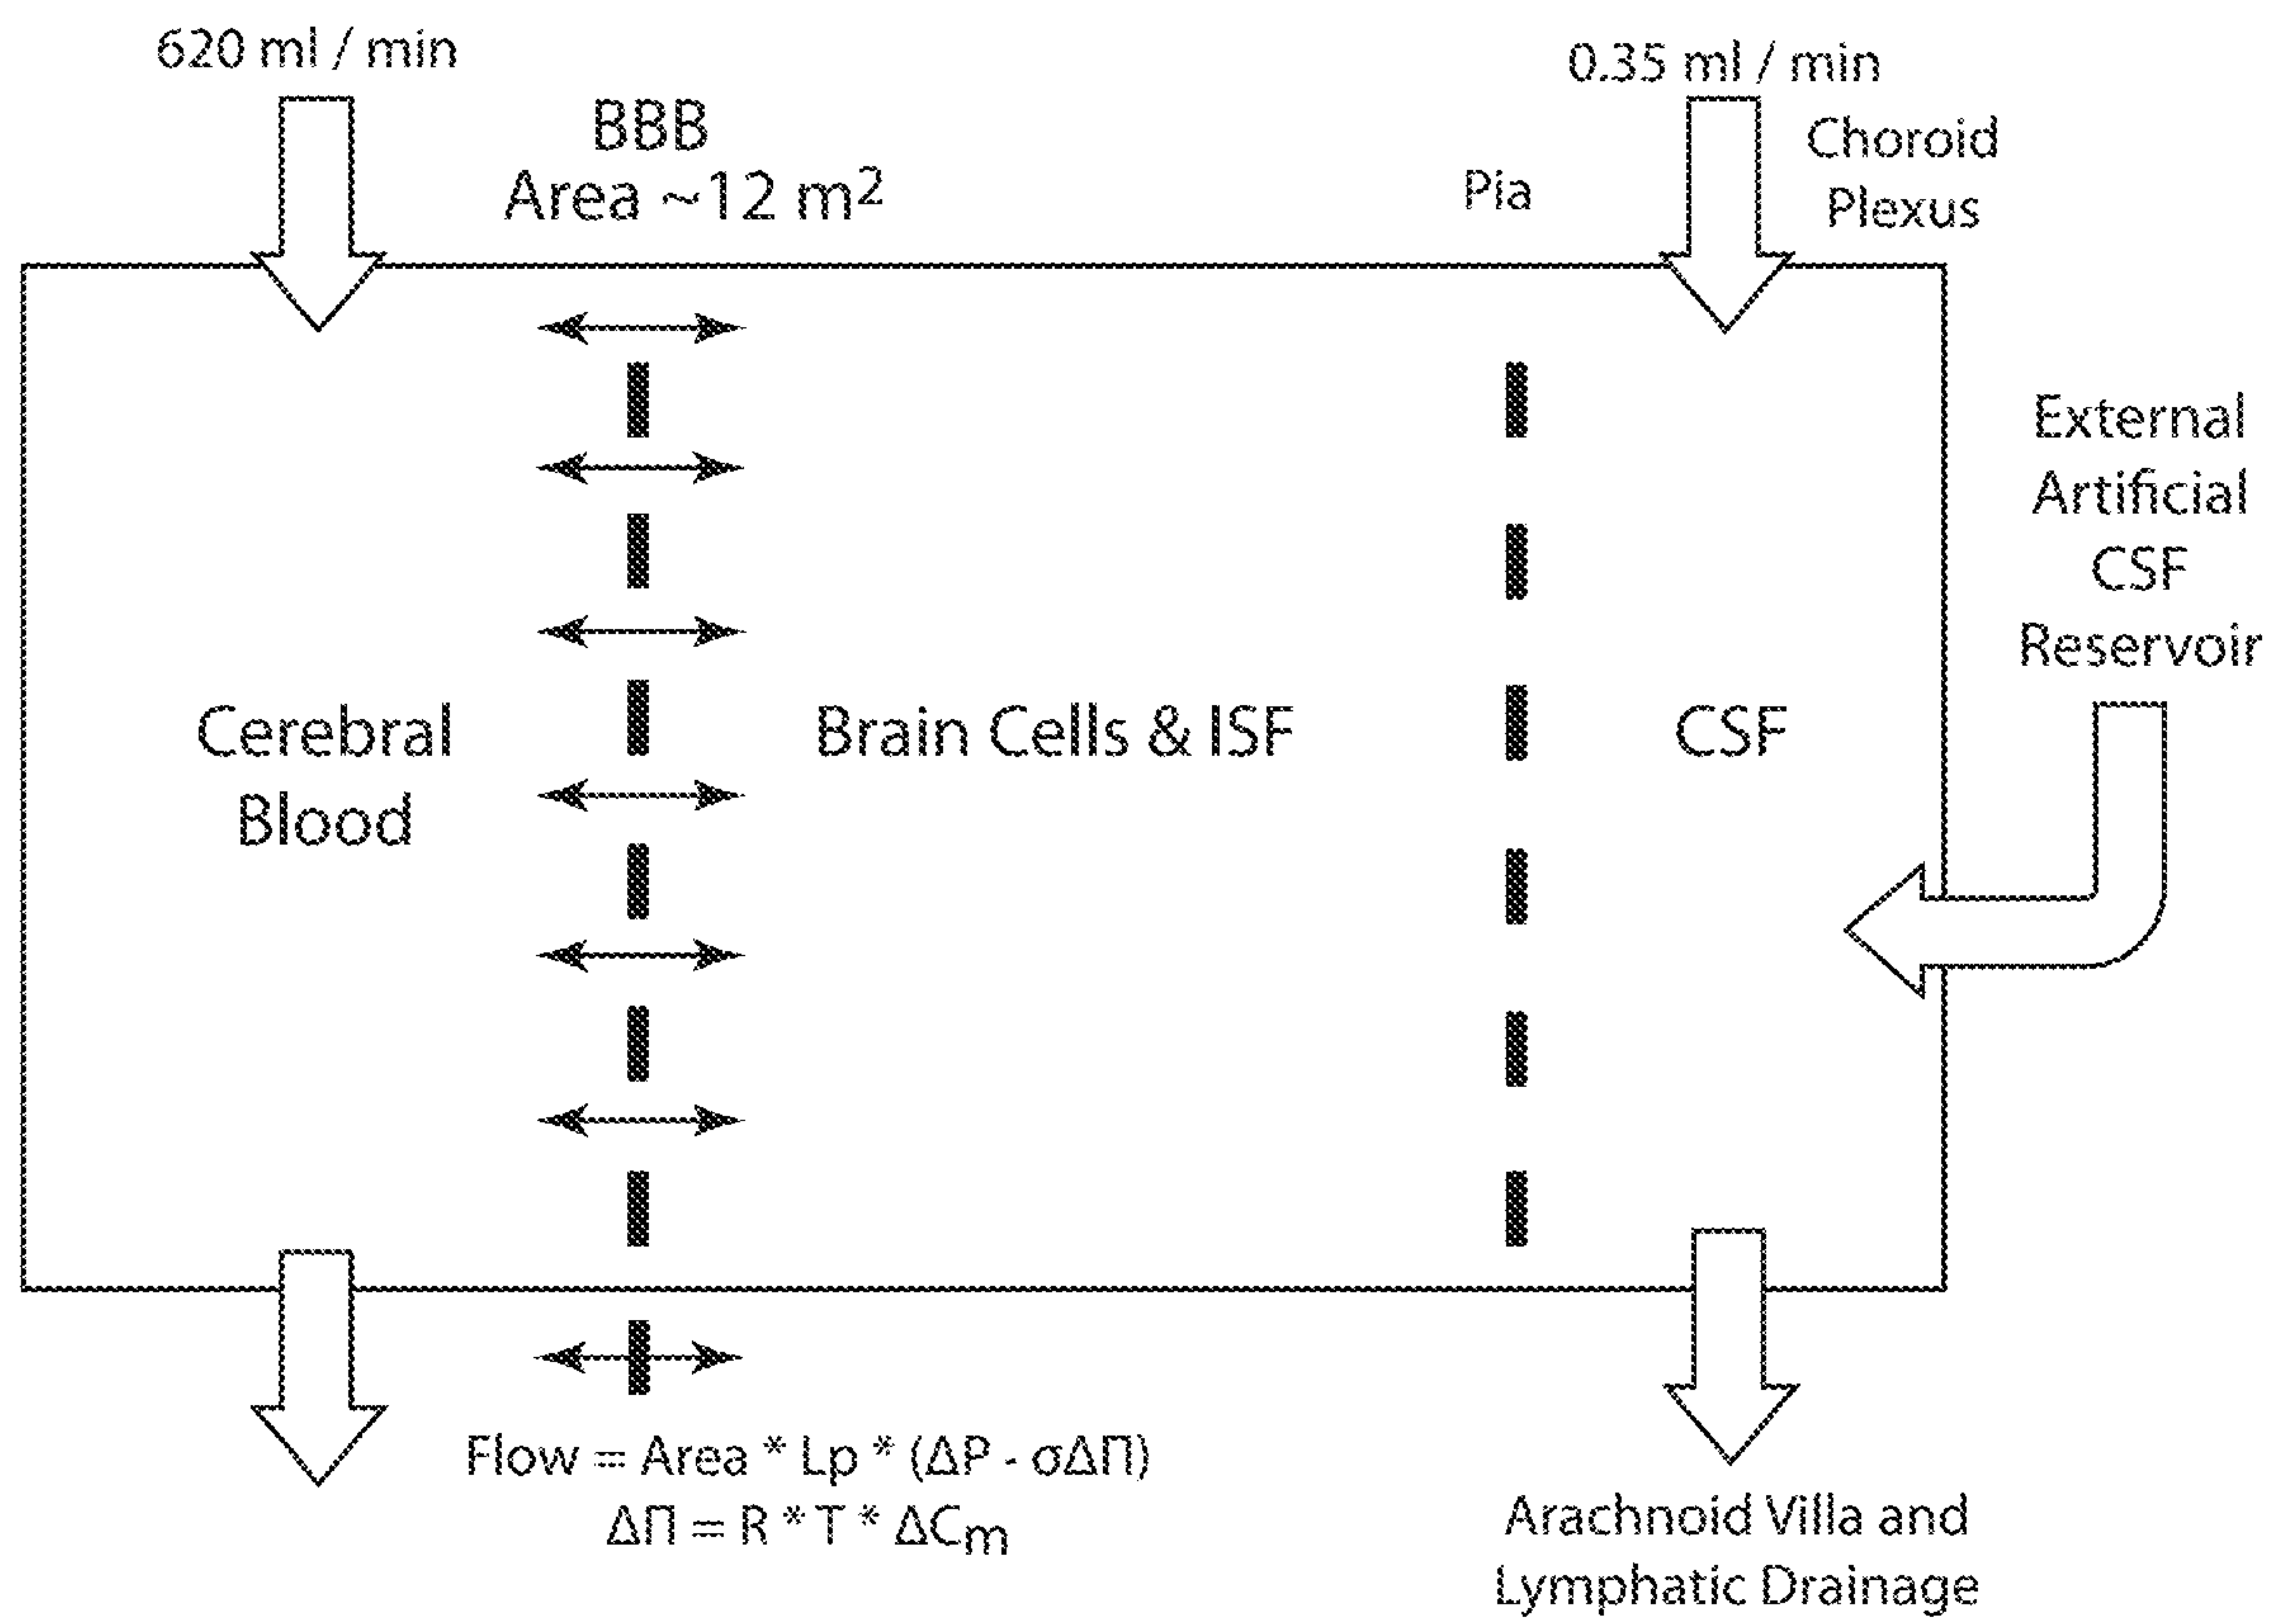 620 ml / min
0.35 ml / min
BBB
Area ~12 m²
Pia
Choroid
Plexus
External
Artificial
CSF
Reservoir
Cerebral
Blood
Brain Cells & ISF
CSF
Flow = Area * Lp * (ΔP - σΔΠ)
ΔΠ = R * T * ΔCm
Arachnoid Villa and
Lymphatic Drainage